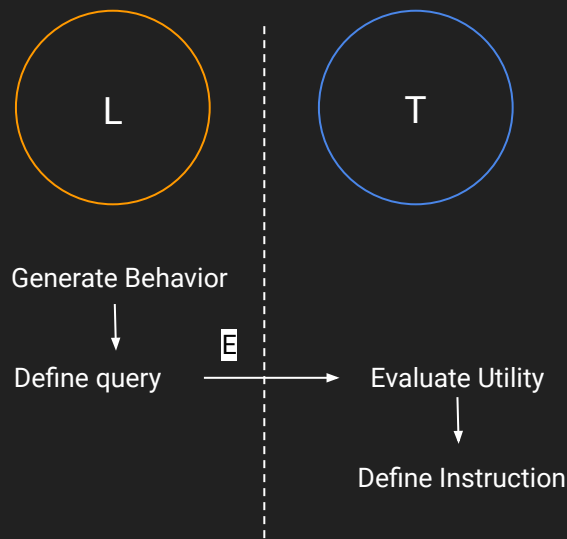 L
T
Generate Behavior
E
Define query
Evaluate Utility
Define Instruction